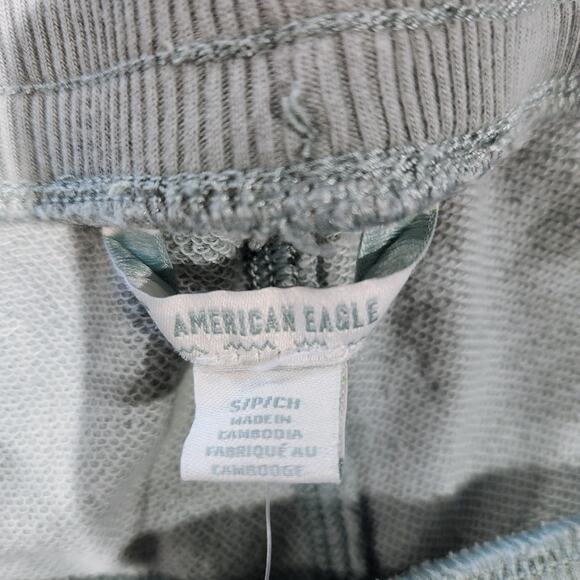 AMERICAN EAGLE
S/P/CH
MADE IN
CAMBODIA
FABRIQUÉ AU
CAMBODGE